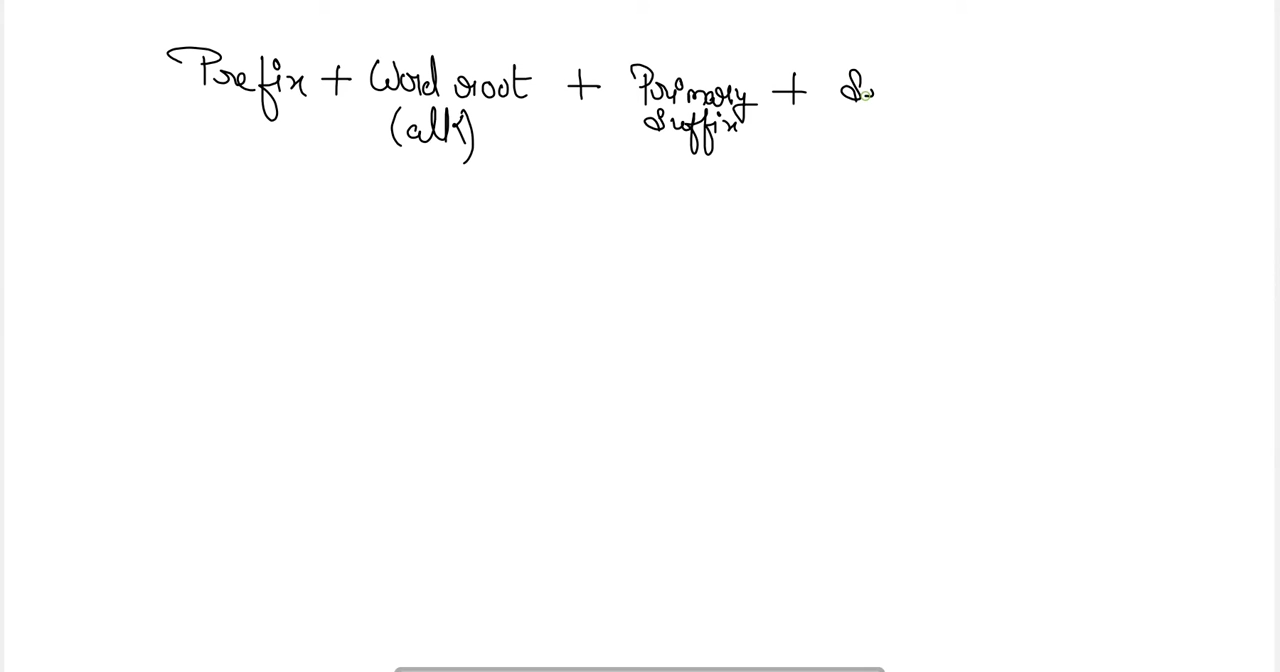 Prefix + Word root + Primary + S
(alk) suffix